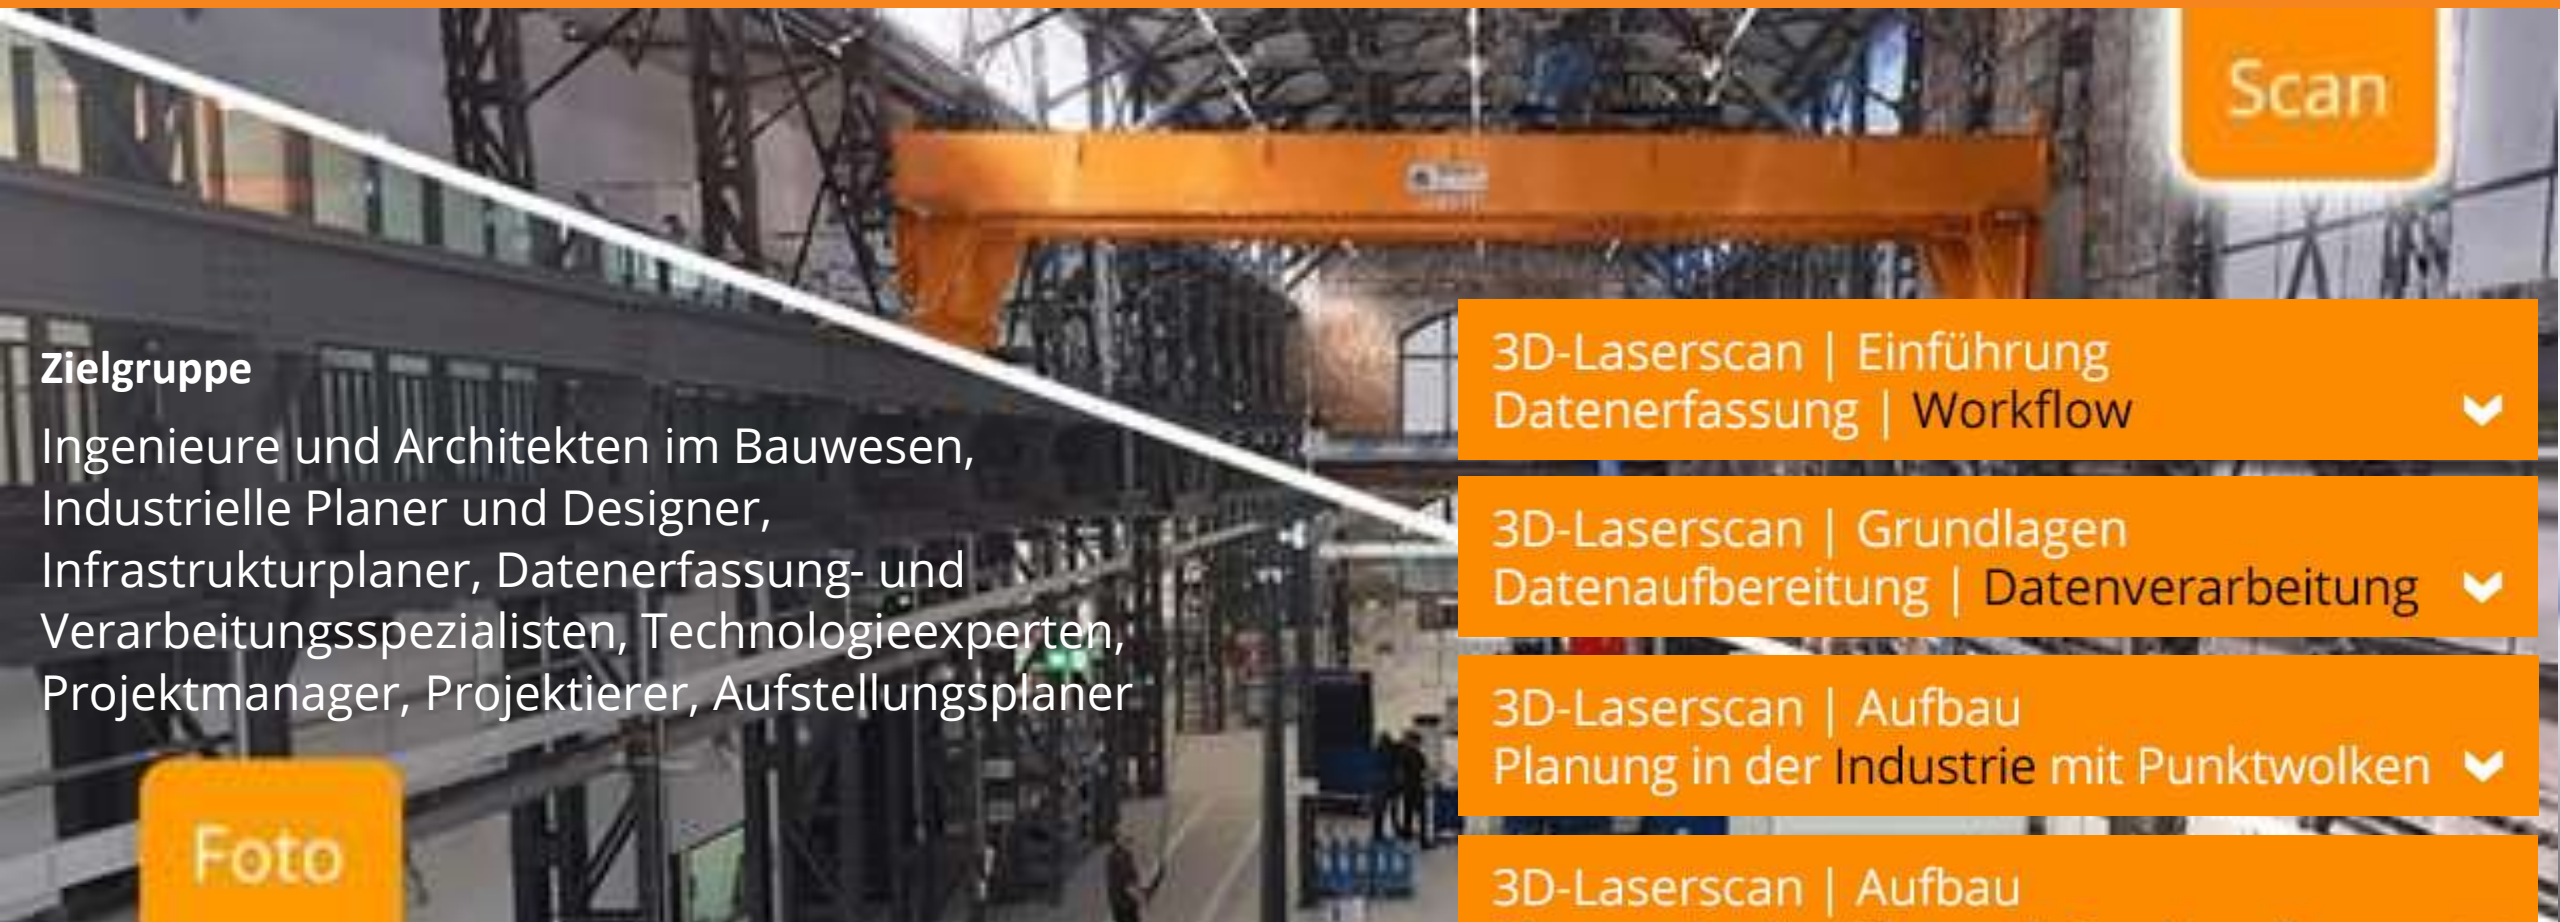 Scan
Zielgruppe
Ingenieure und Architekten im Bauwesen,
Industrielle Planer und Designer,
Infrastrukturplaner, Datenerfassung- und
Verarbeitungsspezialisten, Technologieexperten,
Projektmanager, Projektierer, Aufstellungsplaner
Foto
3D-Laserscan | Einführung
Datenerfassung | Workflow
3D-Laserscan | Grundlagen
Datenaufbereitung | Datenverarbeitung
3D-Laserscan | Aufbau
Planung in der Industrie mit Punktwolken
3D-Laserscan | Aufbau